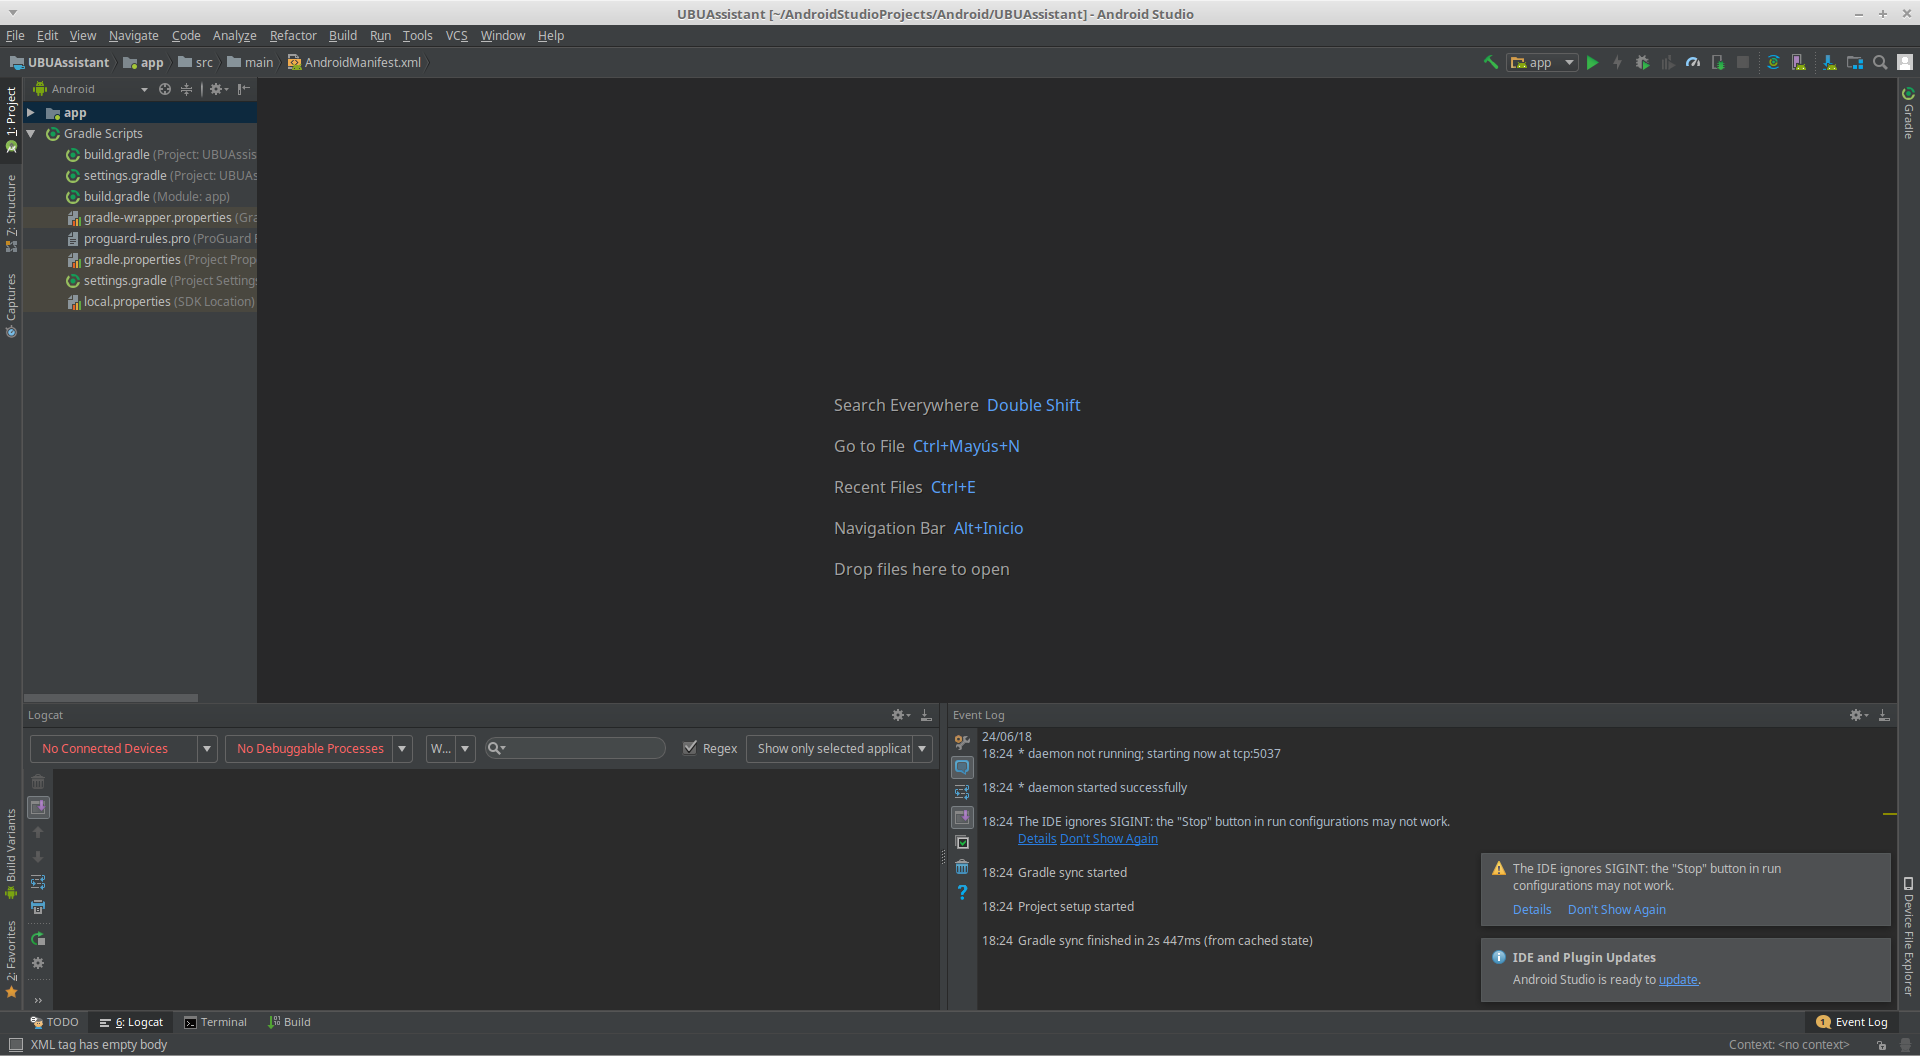 UBUAssistant [~/AndroidStudioProjects/Android/UBUAssistant] - Android Studio
File Edit View Navigate Code Analyze Refactor Build Run Tools VCS Window Help
UBUAssistant app src main AndroidManifest.xml
app
Android
1: Project
7: Structure
Captures
Build Variants
2: Favorites
app
Gradle Scripts
build.gradle (Project: UBUAssis
settings.gradle (Project: UBUAs
build.gradle (Module: app)
gradle-wrapper.properties (Gra
proguard-rules.pro (ProGuard R
gradle.properties (Project Prop
settings.gradle (Project Settings
local.properties (SDK Location)
Search Everywhere Double Shift
Go to File Ctrl+Mayús+N
Recent Files Ctrl+E
Navigation Bar Alt+Inicio
Drop files here to open
Gradle
Device File Explorer
Logcat
No Connected Devices No Debuggable Processes W... Regex Show only selected applicat
Event Log
24/06/18
18:24 * daemon not running; starting now at tcp:5037
18:24 * daemon started successfully
18:24 The IDE ignores SIGINT: the "Stop" button in run configurations may not work.
Details Don't Show Again
18:24 Gradle sync started
18:24 Project setup started
18:24 Gradle sync finished in 2s 447ms (from cached state)
The IDE ignores SIGINT: the "Stop" button in run
configurations may not work.
Details Don't Show Again
IDE and Plugin Updates
Android Studio is ready to update.
TODO 6: Logcat Terminal Build
1 Event Log
XML tag has empty body
Context: <no context>